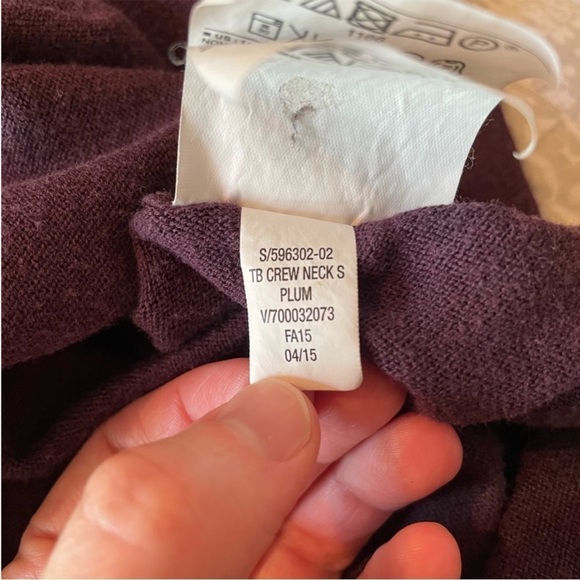 S/596302-02
TB CREW NECK S
PLUM
V/700032073
FA15
04/15